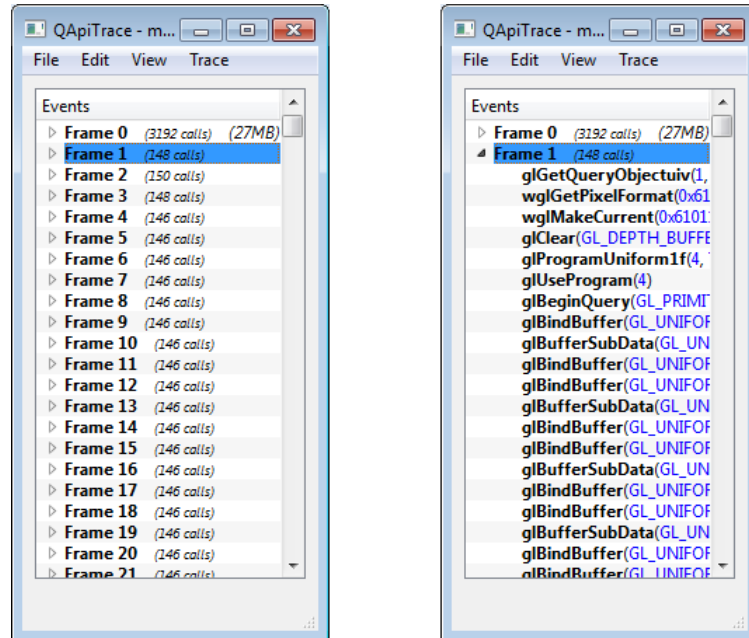 QApiTrace - m...
File Edit View Trace
Events
Frame 0 (3192 calls) (27MB)
Frame 1 (148 calls)
Frame 2 (150 calls)
Frame 3 (148 calls)
Frame 4 (146 calls)
Frame 5 (146 calls)
Frame 6 (146 calls)
Frame 7 (146 calls)
Frame 8 (146 calls)
Frame 9 (146 calls)
Frame 10 (146 calls)
Frame 11 (146 calls)
Frame 12 (146 calls)
Frame 13 (146 calls)
Frame 14 (146 calls)
Frame 15 (146 calls)
Frame 16 (146 calls)
Frame 17 (146 calls)
Frame 18 (146 calls)
Frame 19 (146 calls)
Frame 20 (146 calls)
Frame 21 (146 calls)
QApiTrace - m...
File Edit View Trace
Events
Frame 0 (3192 calls) (27MB)
Frame 1 (148 calls)
glGetQueryObjectuiv(1,
wglGetPixelFormat(0x61
wglMakeCurrent(0x6101
glClear(GL_DEPTH_BUFFE
glProgramUniform1f(4,
glUseProgram(4)
glBeginQuery(GL_PRIMI
glBindBuffer(GL_UNIFOR
glBufferSubData(GL_UN
glBindBuffer(GL_UNIFOR
glBindBuffer(GL_UNIFOR
glBufferSubData(GL_UN
glBindBuffer(GL_UNIFOR
glBindBuffer(GL_UNIFOR
glBufferSubData(GL_UN
glBindBuffer(GL_UNIFOR
glBindBuffer(GL_UNIFOR
glBufferSubData(GL_UN
glBindBuffer(GL_UNIFOR
glBindBuffer(GL_UNIFOR